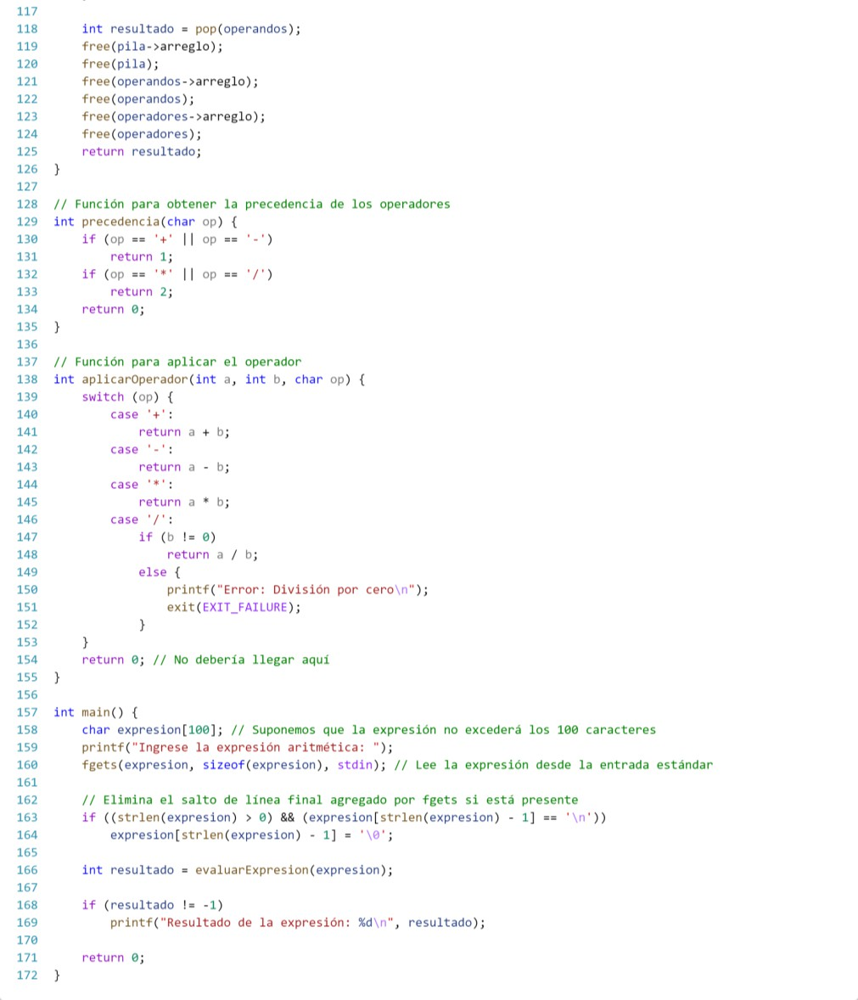 117
118 int resultado = pop(operandos);
119 free(pila->arreglo);
120 free(pila);
121 free(operandos->arreglo);
122 free(operandos);
123 free(operadores->arreglo);
124 free(operadores);
125 return resultado;
126 }
127
128 // Función para obtener la precedencia de los operadores
129 int precedencia(char op) {
130 if (op == '+' || op == '-')
131 return 1;
132 if (op == '*' || op == '/')
133 return 2;
134 return 0;
135 }
136
137 // Función para aplicar el operador
138 int aplicarOperador(int a, int b, char op) {
139 switch (op) {
140 case '+':
141 return a + b;
142 case '-':
143 return a - b;
144 case '*':
145 return a * b;
146 case '/':
147 if (b != 0)
148 return a / b;
149 else {
150 printf("Error: División por cero\n");
151 exit(EXIT_FAILURE);
152 }
153 }
154 return 0; // No debería llegar aquí
155 }
156
157 int main() {
158 char expresion[100]; // Suponemos que la expresión no excederá los 100 caracteres
159 printf("Ingrese la expresión aritmética: ");
160 fgets(expresion, sizeof(expresion), stdin); // Lee la expresión desde la entrada estándar
161
162 // Elimina el salto de línea final agregado por fgets si está presente
163 if ((strlen(expresion) > 0) && (expresion[strlen(expresion) - 1] == '\n'))
164 expresion[strlen(expresion) - 1] = '\0';
165
166 int resultado = evaluarExpresion(expresion);
167
168 if (resultado != -1)
169 printf("Resultado de la expresión: %d\n", resultado);
170
171 return 0;
172 }